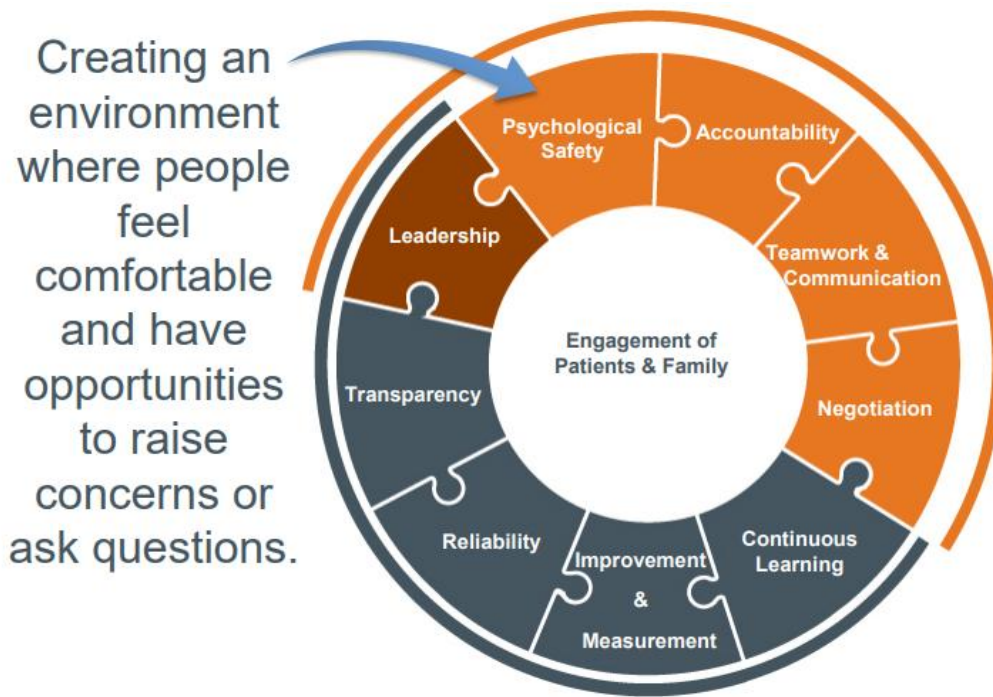 Creating an
environment
where people
feel
comfortable
and have
opportunities
to raise
concerns or
ask questions.
Psychological
Safety
Accountability
Leadership
Teamwork &
Communication
Engagement of
Patients & Family
Transparency
Negotiation
Reliability
Improvement
&
Measurement
Continuous
Learning